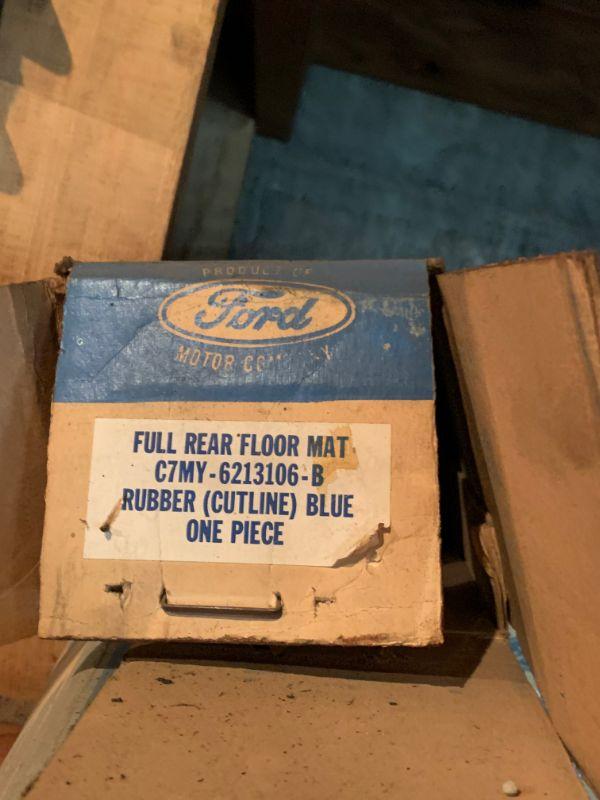 PRODUCT OF
Ford
MOTOR COMPANY
FULL REAR FLOOR MAT
C7MY-6213106-B
RUBBER (CUTLINE) BLUE
ONE PIECE